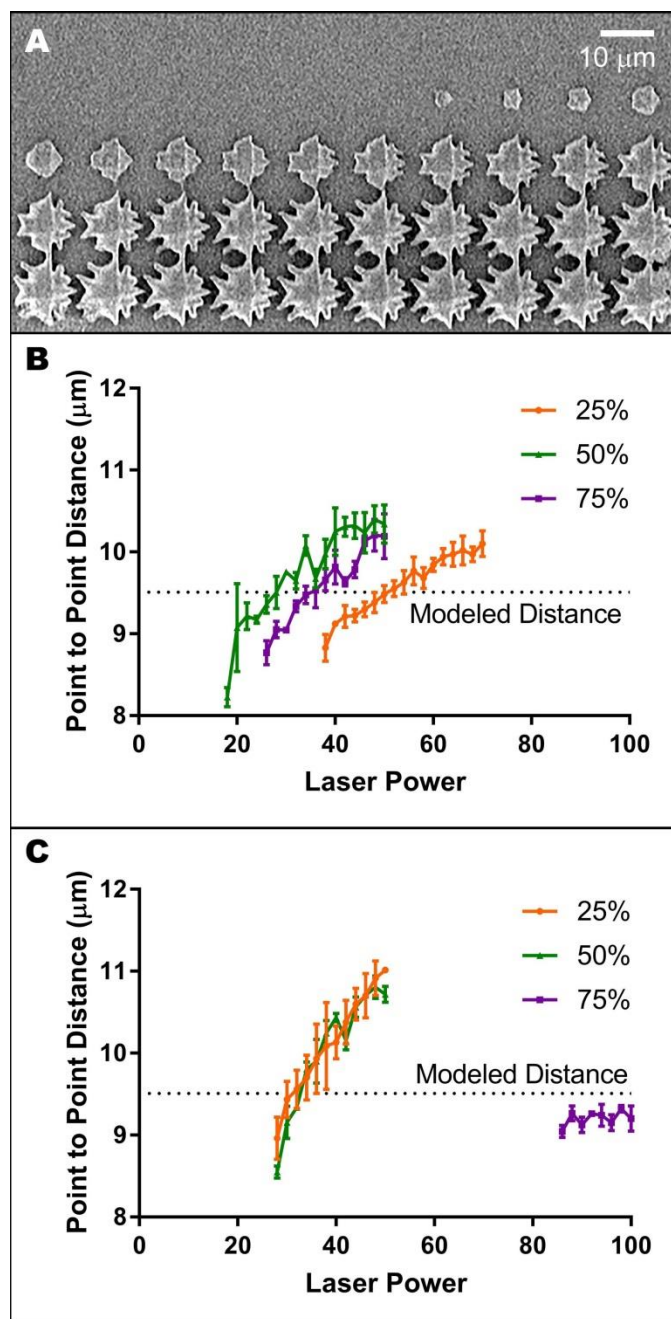 A
10 μm
B
Point to Point Distance (μm)
12
11
10
9
8
25%
50%
75%
Modeled Distance
0
20
40
60
80
100
Laser Power
C
Point to Point Distance (μm)
12
11
10
9
8
25%
50%
75%
Modeled Distance
0
20
40
60
80
100
Laser Power